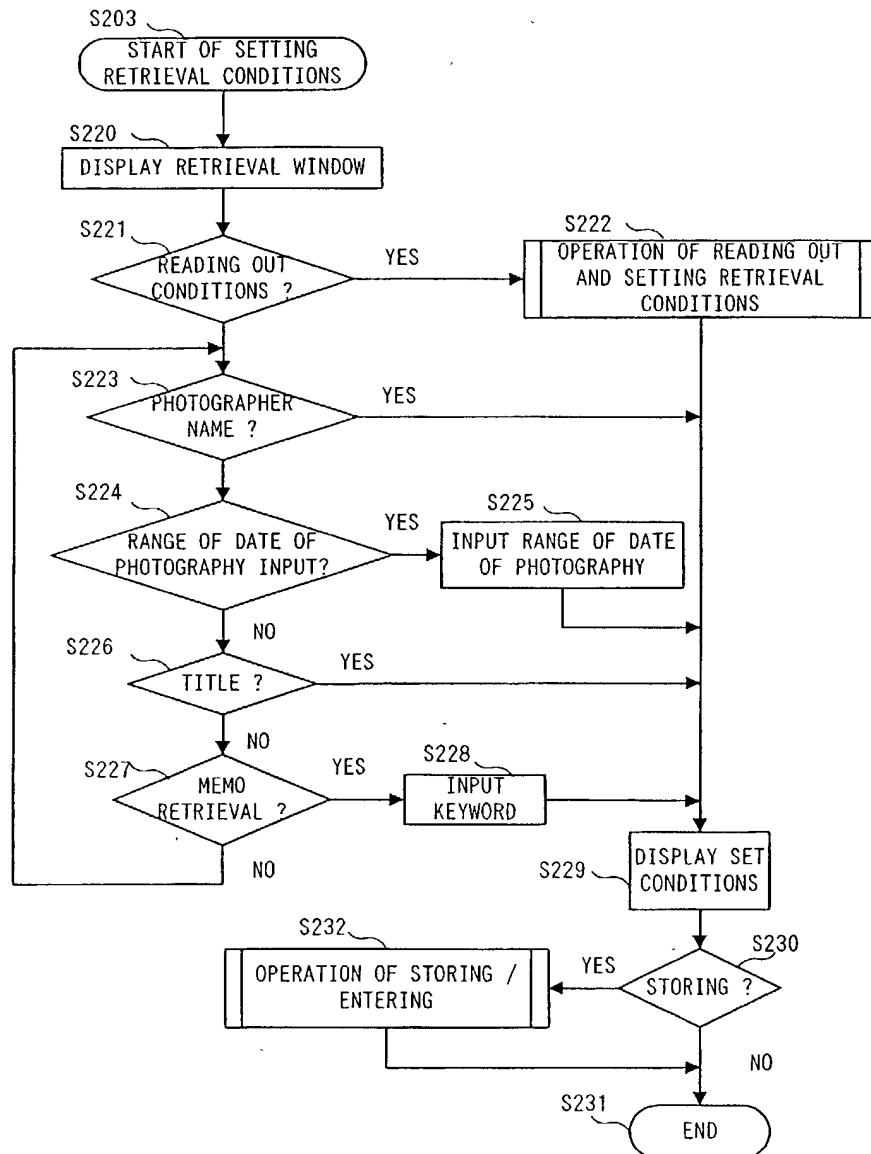 S203
START OF SETTING
RETRIEVAL CONDITIONS
S220
DISPLAY RETRIEVAL WINDOW
S221
READING OUT
CONDITIONS ?
YES
S222
OPERATION OF READING OUT
AND SETTING RETRIEVAL
CONDITIONS
S223
PHOTOGRAPHER
NAME ?
YES
S224
RANGE OF DATE OF
PHOTOGRAPHY INPUT?
YES
S225
INPUT RANGE OF DATE
OF PHOTOGRAPHY
NO
S226
TITLE ?
YES
NO
S227
MEMO
RETRIEVAL ?
YES
S228
INPUT
KEYWORD
NO
S229
DISPLAY SET
CONDITIONS
S230
STORING ?
YES
S232
OPERATION OF STORING /
ENTERING
NO
S231
END